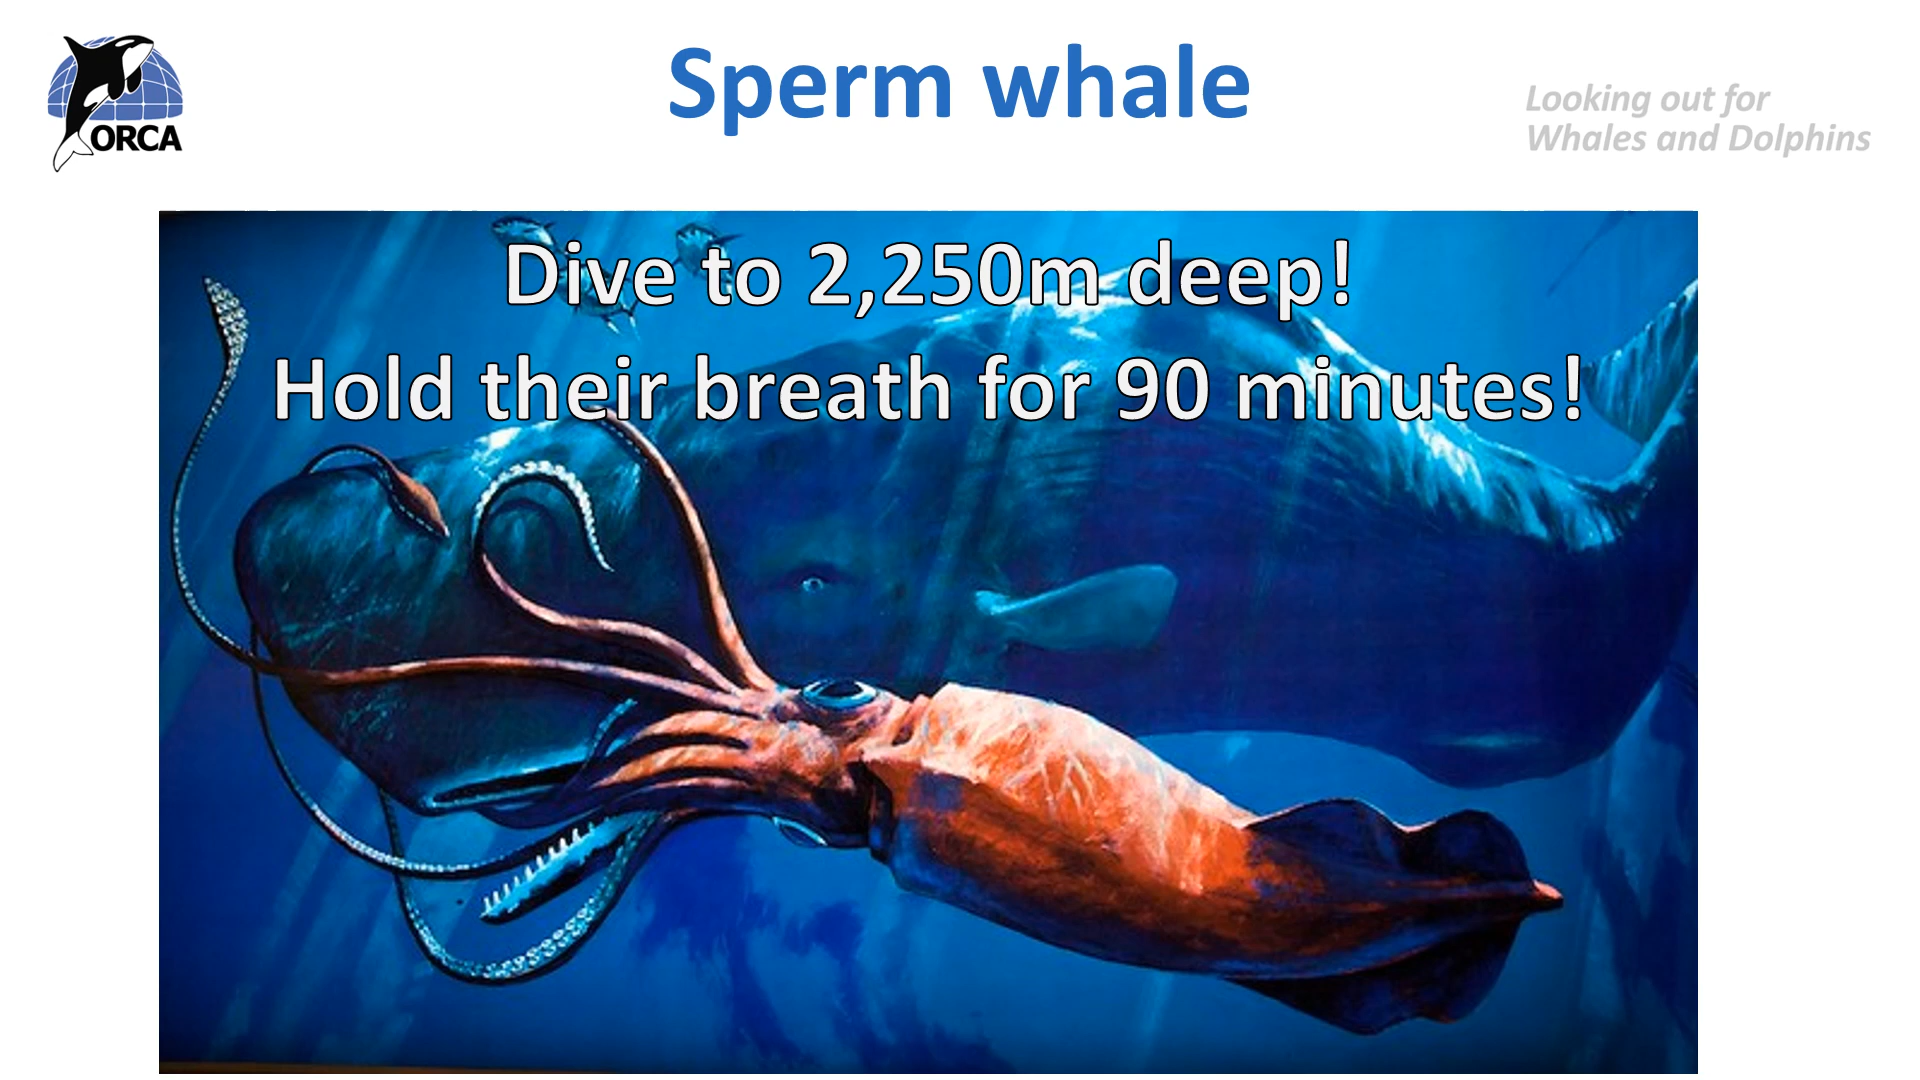 ORCA
Sperm whale
Looking out for
Whales and Dolphins
Dive to 2,250m deep!
Hold their breath for 90 minutes!